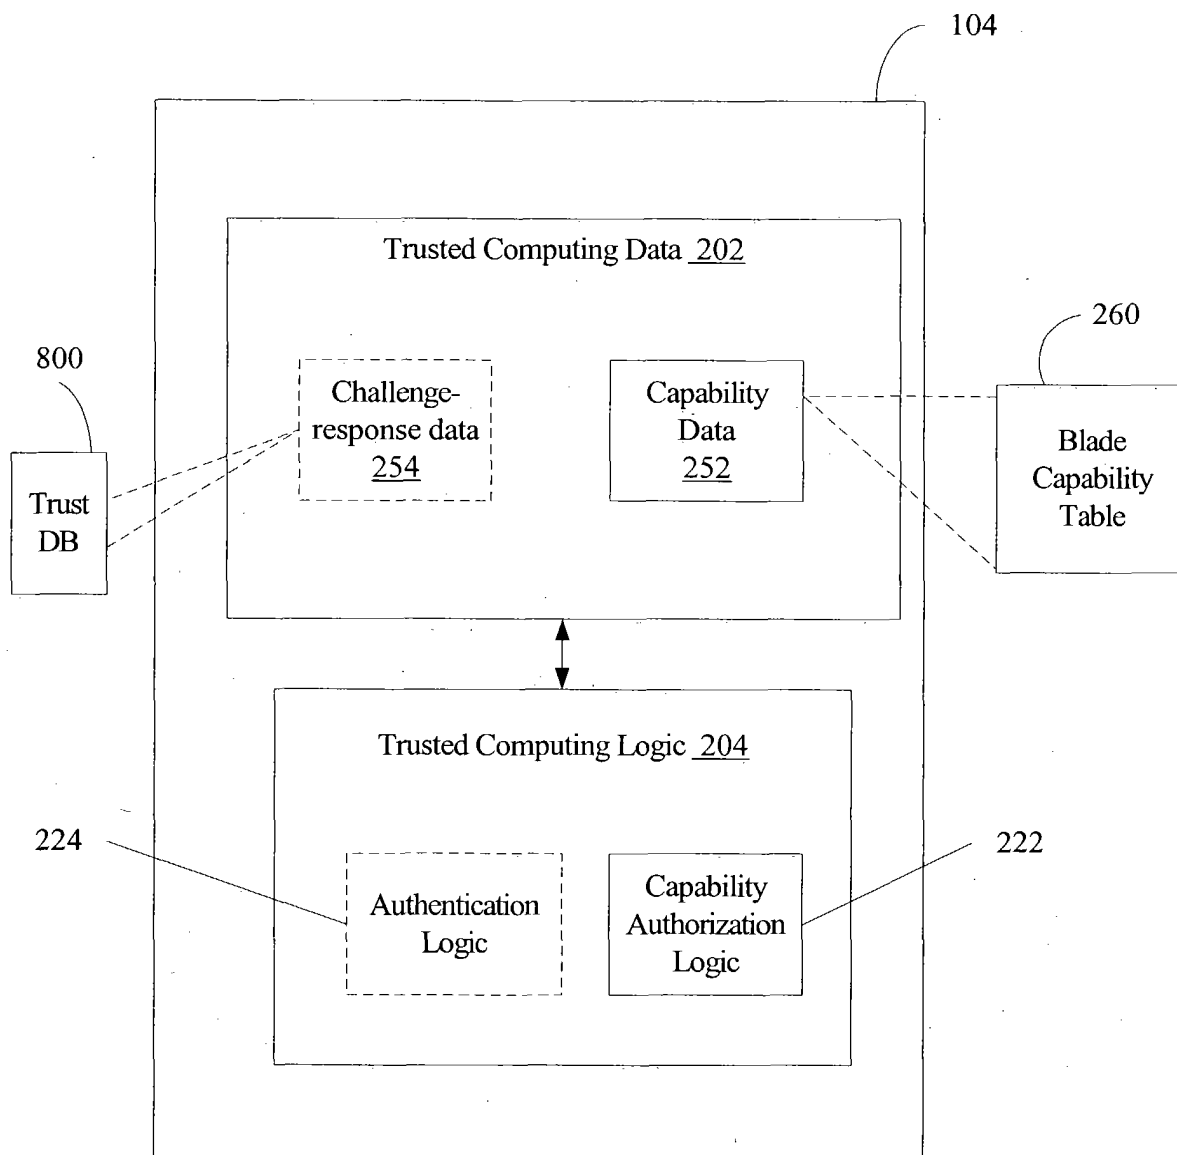 104
Trusted Computing Data 202
260
800
Challenge-
response data
254
Capability
Data
252
Blade
Capability
Table
Trust
DB
Trusted Computing Logic 204
224
222
Authentication
Logic
Capability
Authorization
Logic